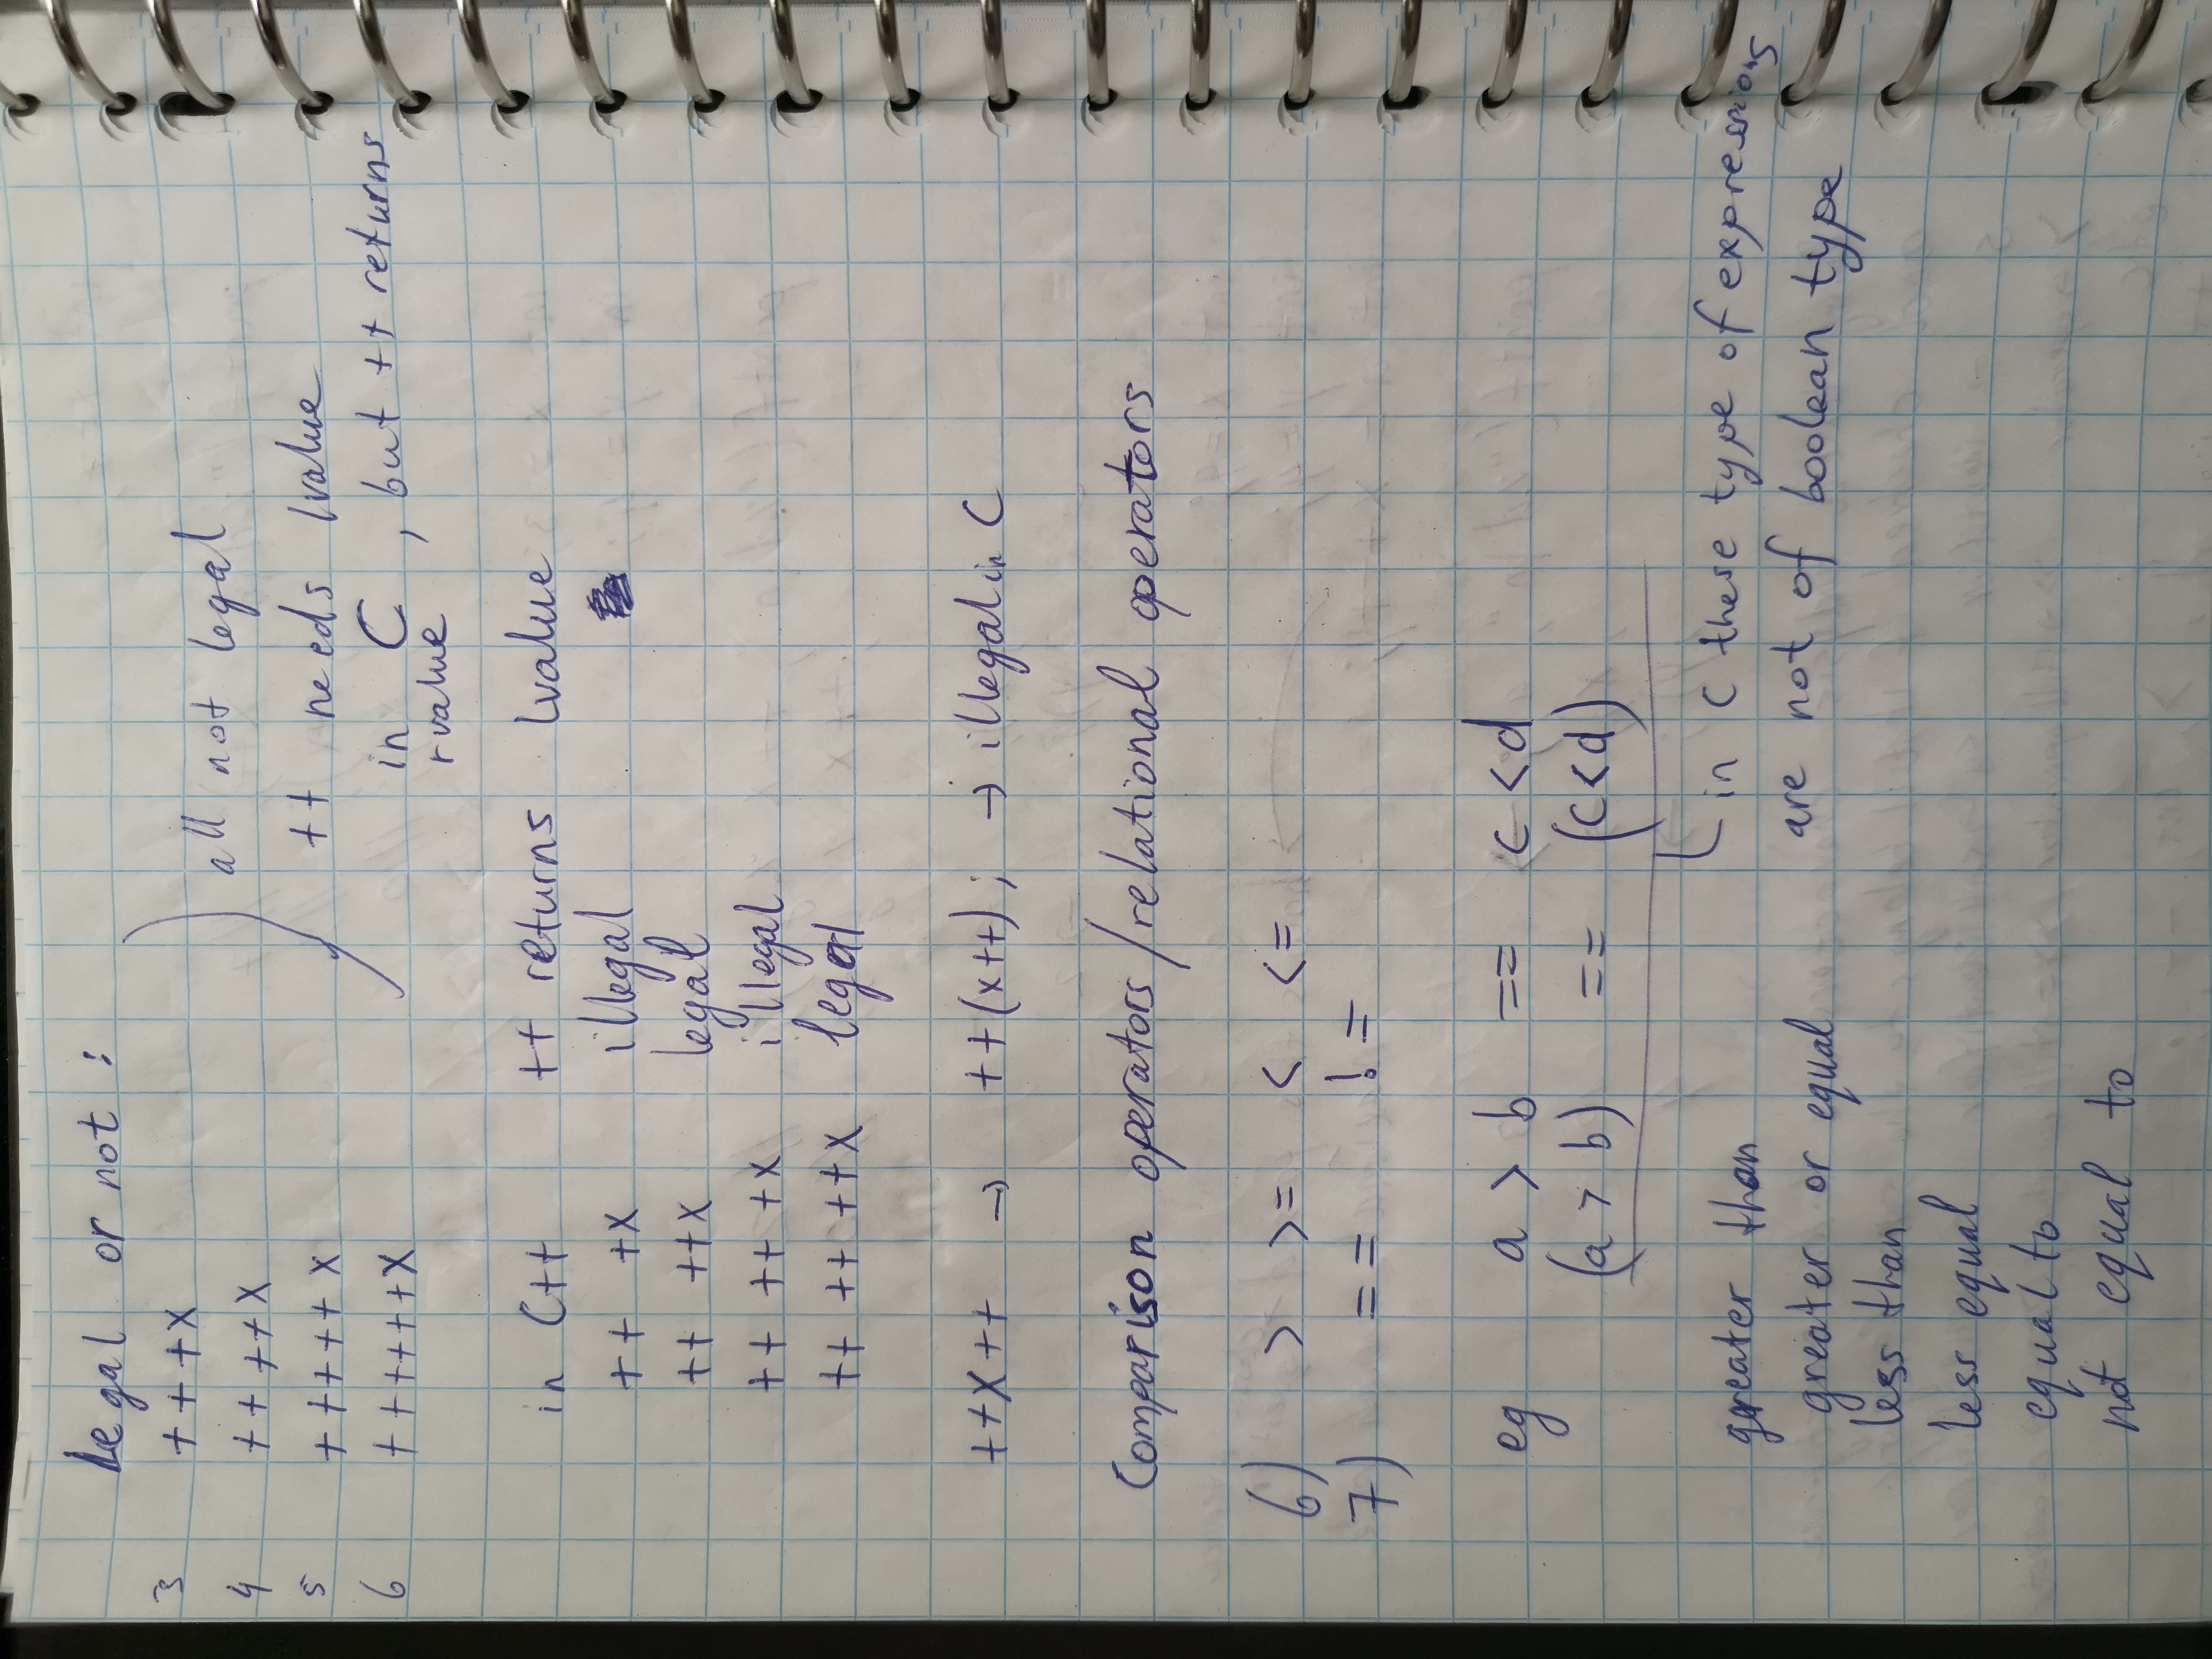 Legal or not :
3 +++x
4 ++ ++x
all not legal
5 +++++x
++ needs lvalue
6 ++++++x
in C , but ++ returns
rvalue
in C++ ++ returns lvalue
++ +x illegal
++ ++x legal
++ ++ +x illegal
++ ++ ++x legal
++x++ → ++(x++); → illegal in C
Comparison operators/relational operators
6) > >= < <=
7) == !=
eg a > b == c < d
(a > b) == (c < d)
in C these type of expressions
greater than
are not of boolean type
greater or equal
less than
less equal
equal to
not equal to